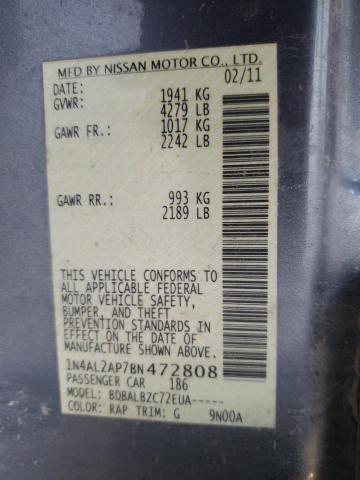 MFD BY NISSAN MOTOR CO., LTD.
DATE: 02/11
GVWR: 1941 KG
4279 LB
GAWR FR.: 1017 KG
2242 LB
GAWR RR.: 993 KG
2189 LB
THIS VEHICLE CONFORMS TO
ALL APPLICABLE FEDERAL
MOTOR VEHICLE SAFETY,
BUMPER, AND THEFT
PREVENTION STANDARDS IN
EFFECT ON THE DATE OF
MANUFACTURE SHOWN ABOVE.
1N4AL2AP7BN472808
PASSENGER CAR 186
MODEL: BDBALBZC72EUA-----
COLOR: RAP TRIM: G 9N00A